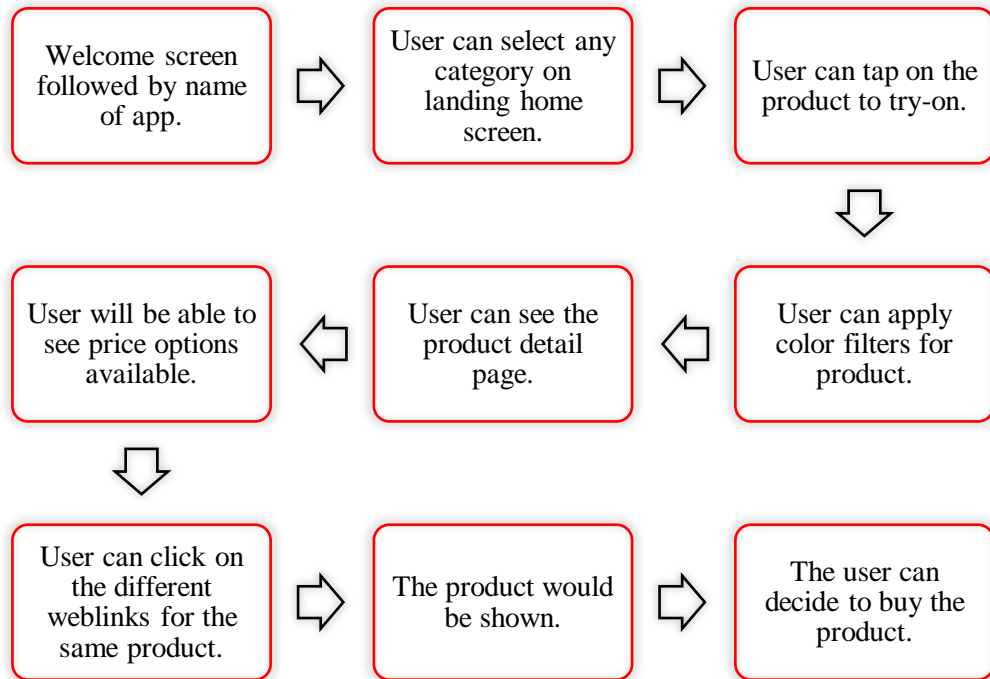 Welcome screen
followed by name
of app.
User can select any
category on
landing home
screen.
User can tap on the
product to try-on.
User can apply
color filters for
product.
User can see the
product detail
page.
User will be able to
see price options
available.
User can click on
the different
weblinks for the
same product.
The product would
be shown.
The user can
decide to buy the
product.